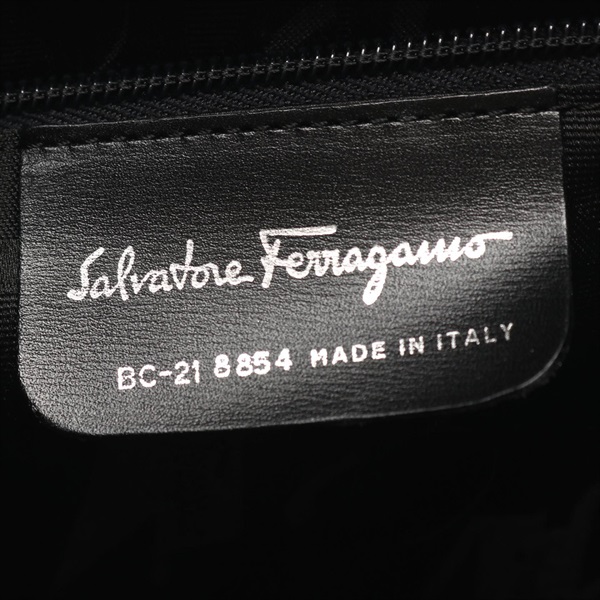 Salvatore Ferragamo
BC-21 8854 MADE IN ITALY